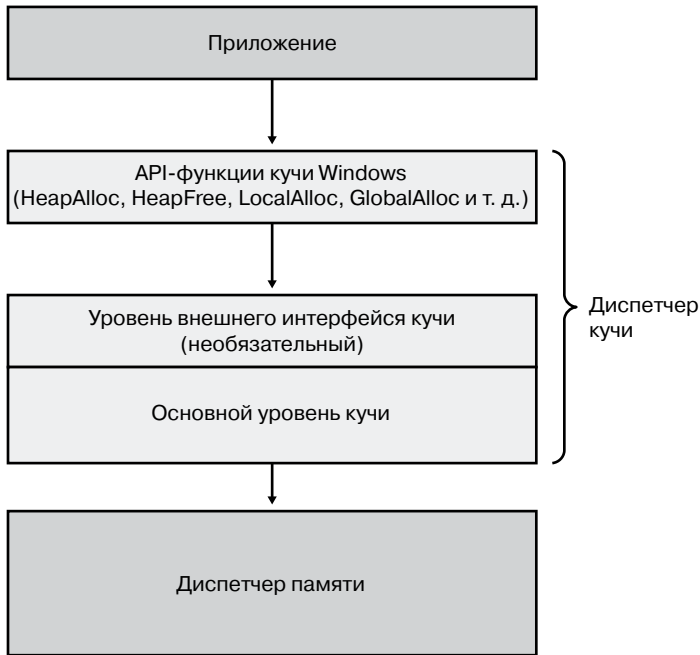 Приложение
API-функции кучи Windows
(HeapAlloc, HeapFree, LocalAlloc, GlobalAlloc и т. д.)
Уровень внешнего интерфейса кучи
(необязательный)
Диспетчер
кучи
Основной уровень кучи
Диспетчер памяти